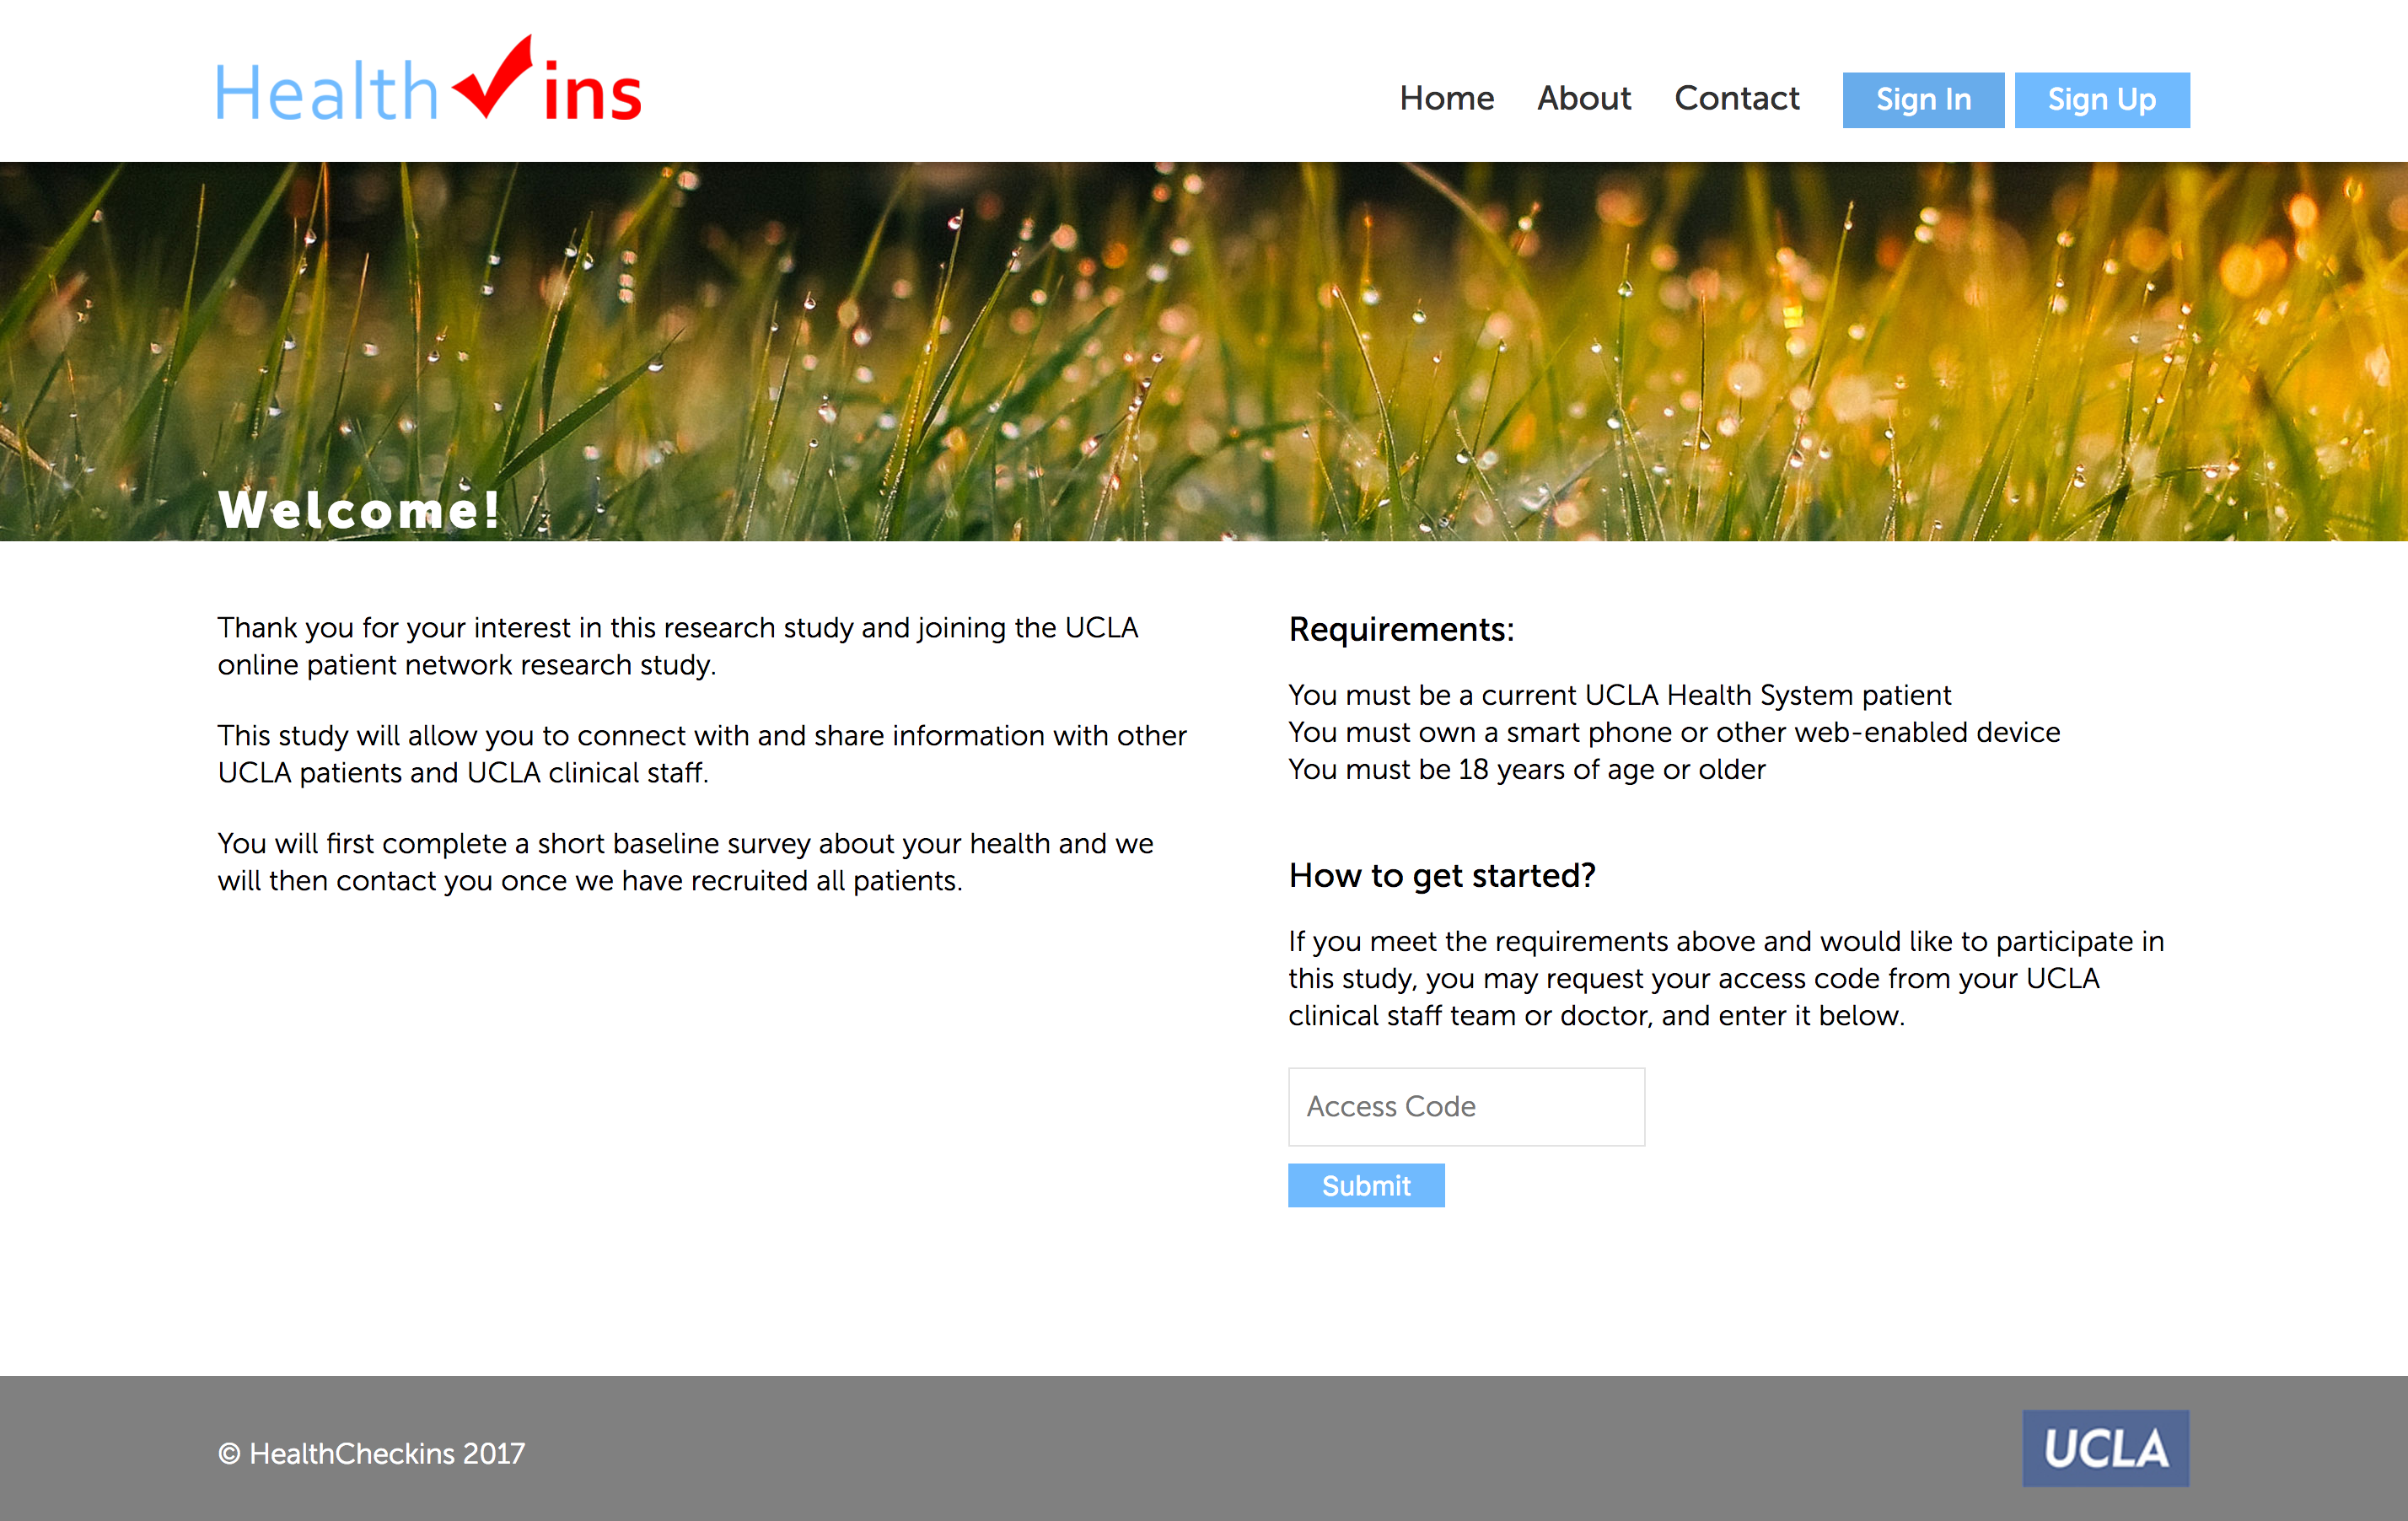 Health ins
Home About Contact Sign In Sign Up
Welcome!
Thank you for your interest in this research study and joining the UCLA
online patient network research study.
This study will allow you to connect with and share information with other
UCLA patients and UCLA clinical staff.
You will first complete a short baseline survey about your health and we
will then contact you once we have recruited all patients.
Requirements:
You must be a current UCLA Health System patient
You must own a smart phone or other web-enabled device
You must be 18 years of age or older
How to get started?
If you meet the requirements above and would like to participate in
this study, you may request your access code from your UCLA
clinical staff team or doctor, and enter it below.
Access Code
Submit
© HealthCheckins 2017
UCLA